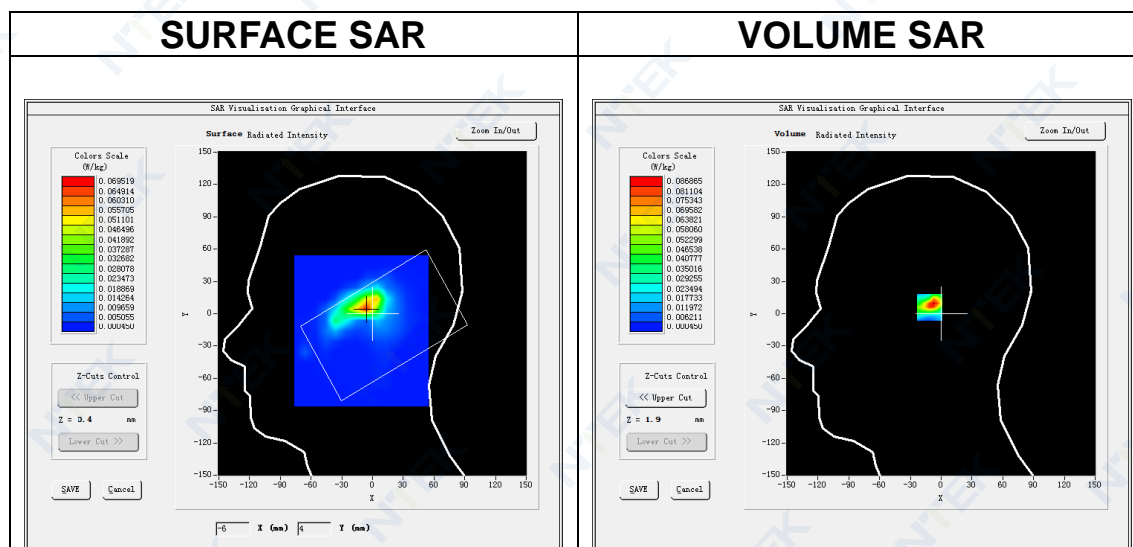 SURFACE SAR
VOLUME SAR
SAR Visualisation Graphical Interface
Surface Radiated Intensity
Zoom In/Out
Colors Scale
(W/kg)
0.069519
0.064914
0.060310
0.055705
0.051101
0.046496
0.041892
0.037287
0.032682
0.028078
0.023473
0.018869
0.014264
0.009659
0.005055
0.000450
150
120
90
60
30
0
-30
-60
-90
-120
-150
Y
-150 -120 -90 -60 -30 0 30 60 90 120 150
X
Z-Cuts Control
<< Upper Cut
Z = 0.4 mm
Lower Cut >>
SAVE Cancel
-6 X (mm) 4 Y (mm)
SAR Visualisation Graphical Interface
Volume Radiated Intensity
Zoom In/Out
Colors Scale
(W/kg)
0.086865
0.081104
0.075343
0.069582
0.063821
0.058060
0.052299
0.046538
0.040777
0.035016
0.029255
0.023494
0.017733
0.011972
0.006211
0.000450
150
120
90
60
30
0
-30
-60
-90
-120
-150
Y
-150 -120 -90 -60 -30 0 30 60 90 120 150
X
Z-Cuts Control
<< Upper Cut
Z = 1.9 mm
Lower Cut >>
SAVE Cancel
NTEK